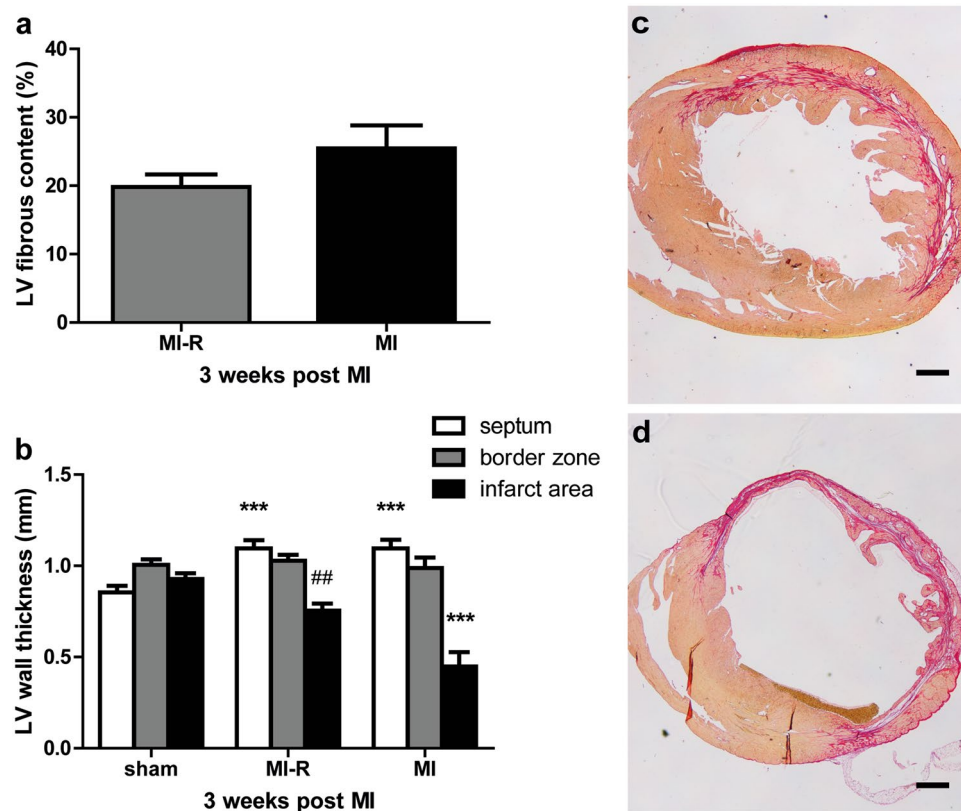 a
40
30
20
10
0
LV fibrous content (%)
MI-R MI
3 weeks post MI
b
septum
border zone
infarct area
1.5
1.0
0.5
0.0
LV wall thickness (mm)
*** ***
##
***
sham MI-R MI
3 weeks post MI
c
d